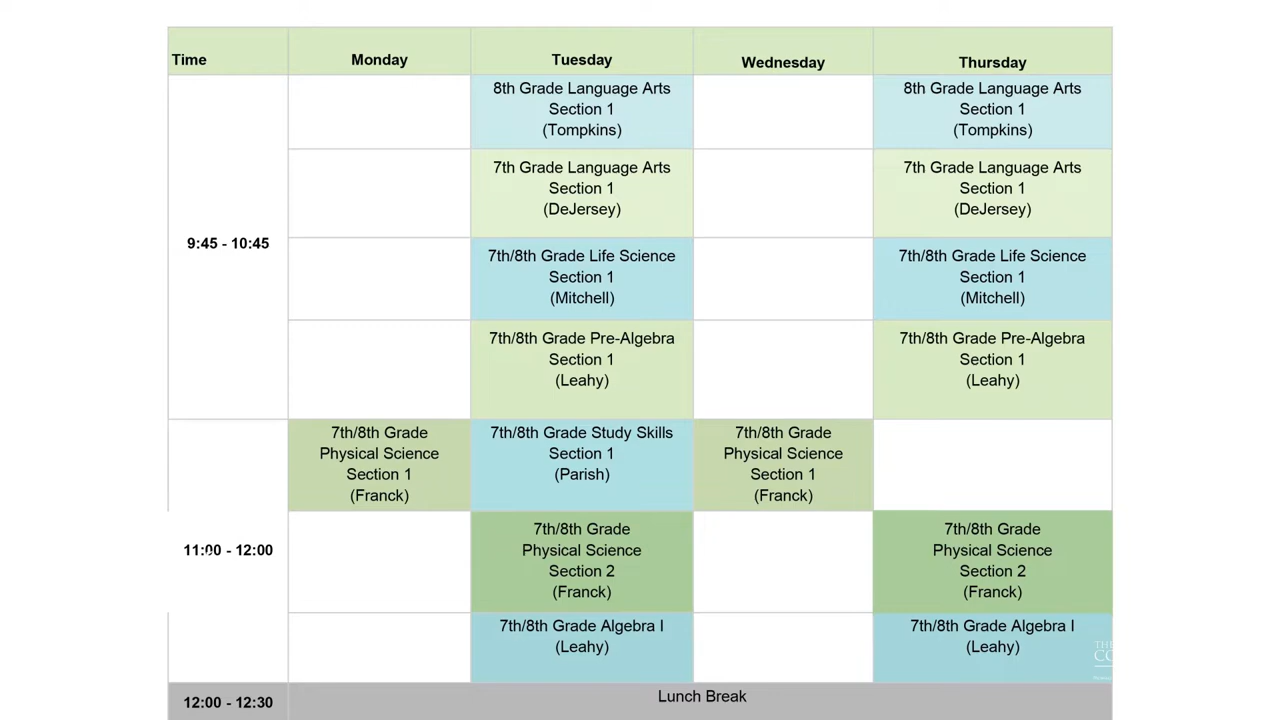 Time
Monday
Tuesday
Wednesday
Thursday
9:45 - 10:45
8th Grade Language Arts
Section 1
(Tompkins)
8th Grade Language Arts
Section 1
(Tompkins)
7th Grade Language Arts
Section 1
(DeJersey)
7th Grade Language Arts
Section 1
(DeJersey)
7th/8th Grade Life Science
Section 1
(Mitchell)
7th/8th Grade Life Science
Section 1
(Mitchell)
7th/8th Grade Pre-Algebra
Section 1
(Leahy)
7th/8th Grade Pre-Algebra
Section 1
(Leahy)
11:00 - 12:00
7th/8th Grade
Physical Science
Section 1
(Franck)
7th/8th Grade Study Skills
Section 1
(Parish)
7th/8th Grade
Physical Science
Section 1
(Franck)
7th/8th Grade
Physical Science
Section 2
(Franck)
7th/8th Grade
Physical Science
Section 2
(Franck)
7th/8th Grade Algebra I
(Leahy)
7th/8th Grade Algebra I
(Leahy)
12:00 - 12:30
Lunch Break